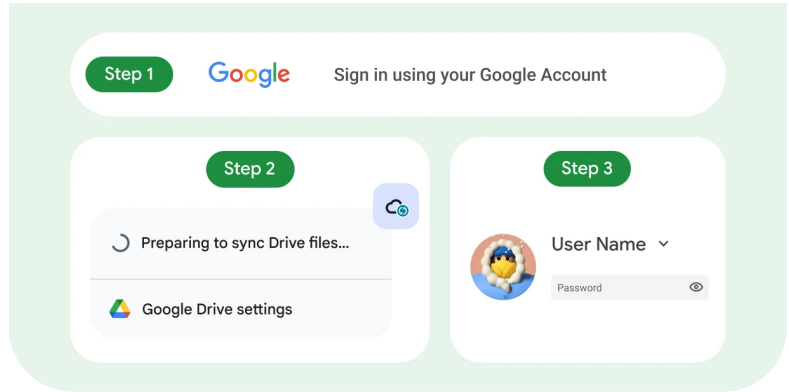 Step 1
Google
Sign in using your Google Account
Step 2
Preparing to sync Drive files...
Google Drive settings
Step 3
User Name
Password